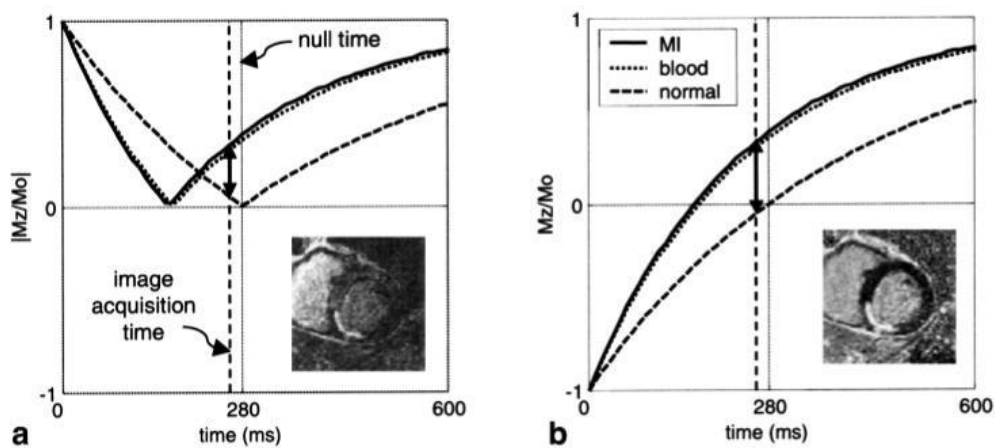 1
0
-1
|Mz/Mo|
null time
image
acquisition
time
0
280
600
time (ms)
a
1
0
-1
Mz/Mo
MI
blood
normal
0
280
600
time (ms)
b